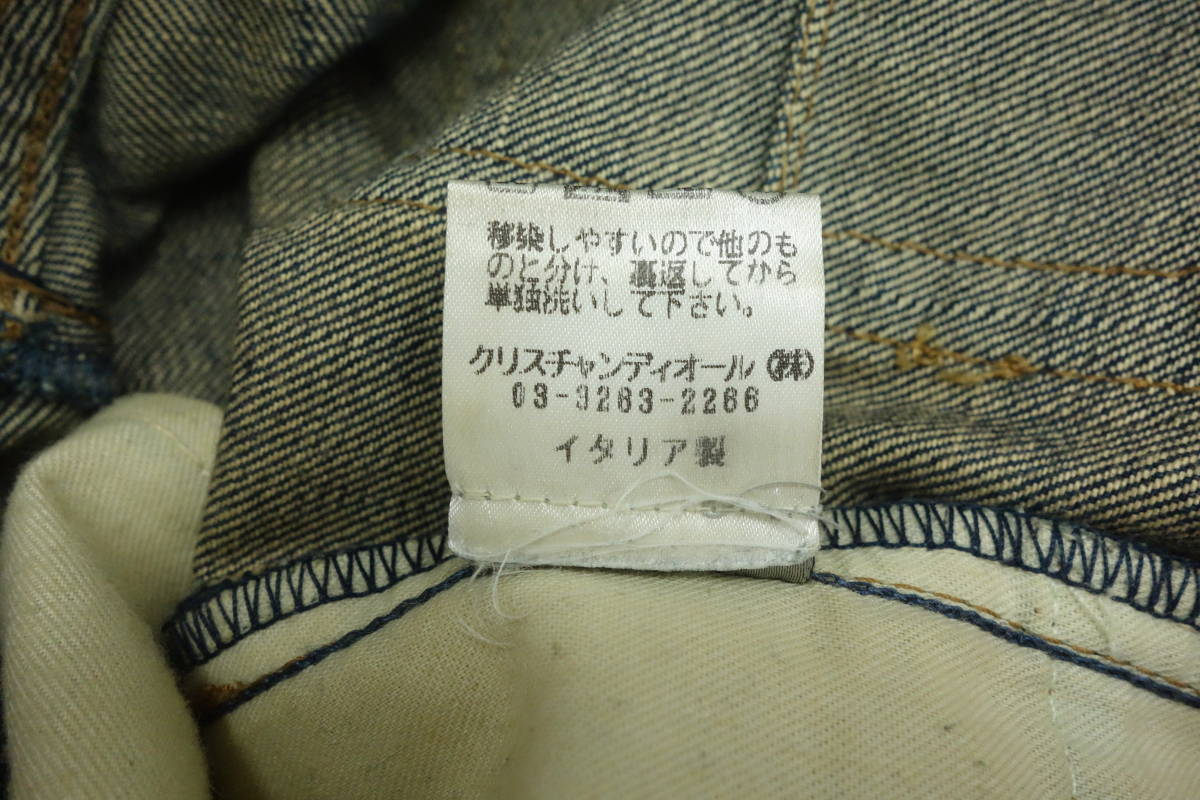 移染しやすいので他のも
のと分け、裏返してから
単独洗いして下さい。
クリスチャンディオール ㈱
03-3263-2266
イタリア製